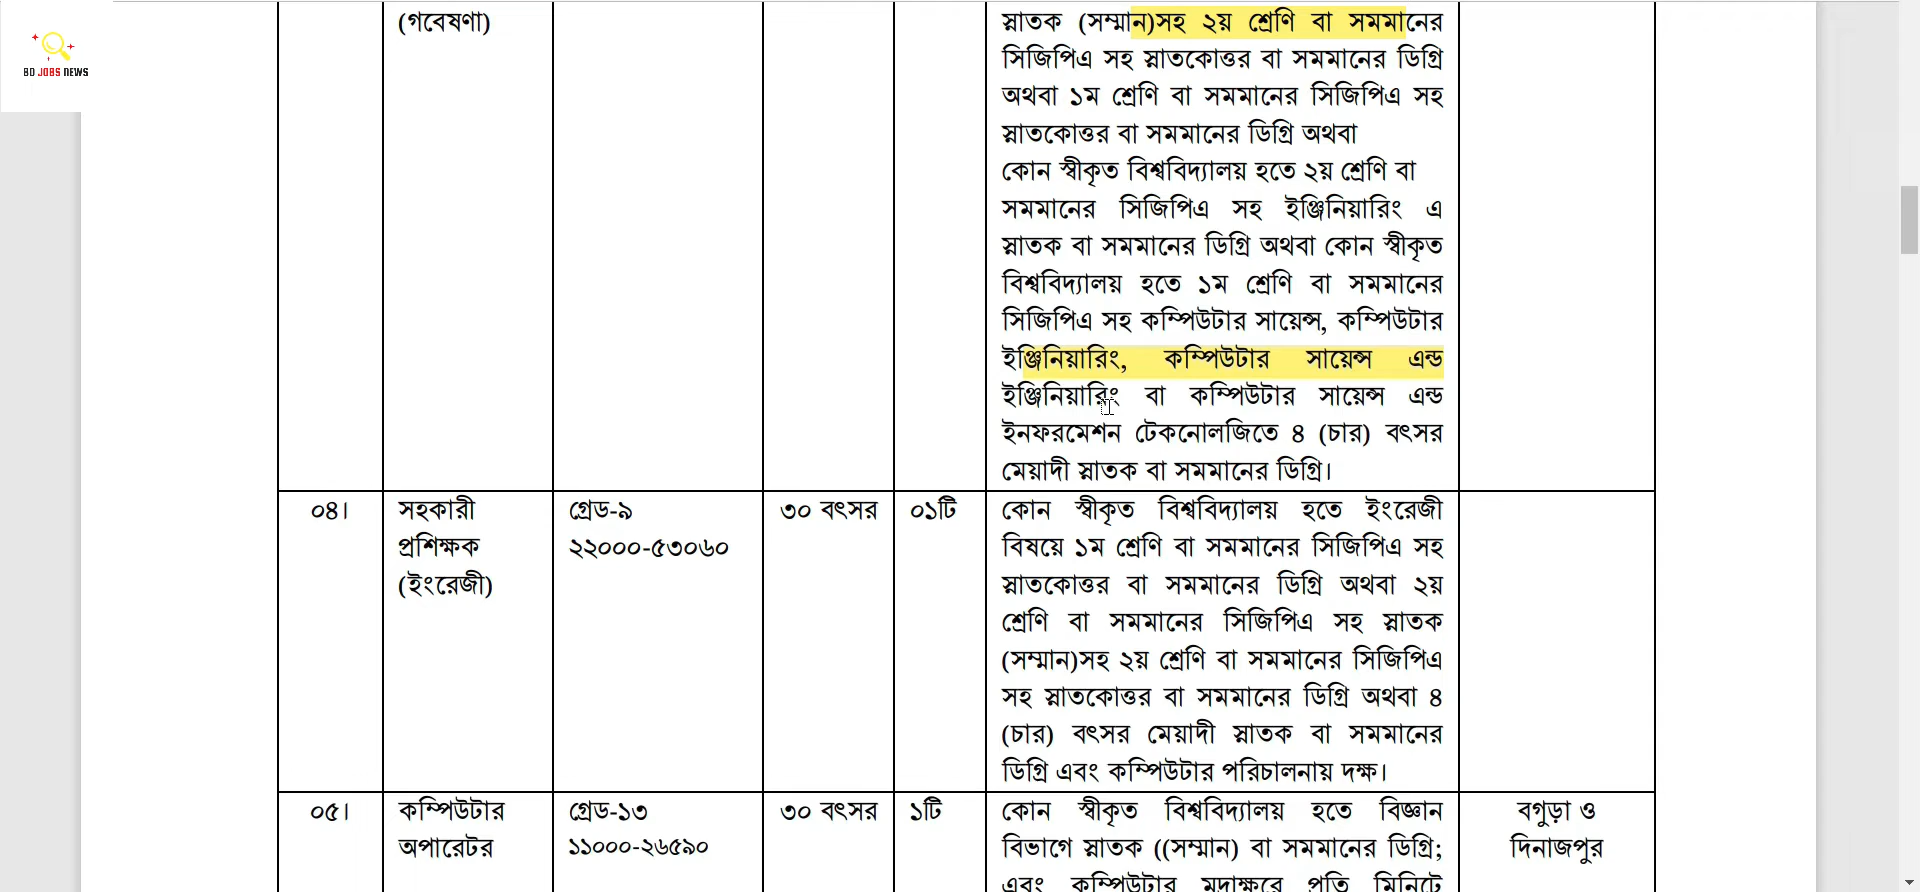 BD JOBS NEWS
(গবেষণা)
স্নাতক (সম্মান)সহ ২য় শ্রেণি বা সমমানের
সিজিপিএ সহ স্নাতকোত্তর বা সমমানের ডিগ্রি
অথবা ১ম শ্রেণি বা সমমানের সিজিপিএ সহ
স্নাতকোত্তর বা সমমানের ডিগ্রি অথবা
কোন স্বীকৃত বিশ্ববিদ্যালয় হতে ২য় শ্রেণি বা
সমমানের সিজিপিএ সহ ইঞ্জিনিয়ারিং এ
স্নাতক বা সমমানের ডিগ্রি অথবা কোন স্বীকৃত
বিশ্ববিদ্যালয় হতে ১ম শ্রেণি বা সমমানের
সিজিপিএ সহ কম্পিউটার সায়েন্স, কম্পিউটার
ইঞ্জিনিয়ারিং, কম্পিউটার সায়েন্স এন্ড
ইঞ্জিনিয়ারিং বা কম্পিউটার সায়েন্স এন্ড
ইনফরমেশন টেকনোলজিতে ৪ (চার) বৎসর
মেয়াদী স্নাতক বা সমমানের ডিগ্রি।
০৪।
সহকারী
প্রশিক্ষক
(ইংরেজী)
গ্রেড-৯
২২০০০-৫৩০৬০
৩০ বৎসর
০১টি
কোন স্বীকৃত বিশ্ববিদ্যালয় হতে ইংরেজী
বিষয়ে ১ম শ্রেণি বা সমমানের সিজিপিএ সহ
স্নাতকোত্তর বা সমমানের ডিগ্রি অথবা ২য়
শ্রেণি বা সমমানের সিজিপিএ সহ স্নাতক
(সম্মান)সহ ২য় শ্রেণি বা সমমানের সিজিপিএ
সহ স্নাতকোত্তর বা সমমানের ডিগ্রি অথবা ৪
(চার) বৎসর মেয়াদী স্নাতক বা সমমানের
ডিগ্রি এবং কম্পিউটার পরিচালনায় দক্ষ।
০৫।
কম্পিউটার
অপারেটর
গ্রেড-১৩
১১০০০-২৬৫৯০
৩০ বৎসর
১টি
কোন স্বীকৃত বিশ্ববিদ্যালয় হতে বিজ্ঞান
বিভাগে স্নাতক ((সম্মান) বা সমমানের ডিগ্রি;
এবং কম্পিউটার মুদ্রাক্ষরে প্রতি মিনিটে
বগুড়া ও
দিনাজপুর